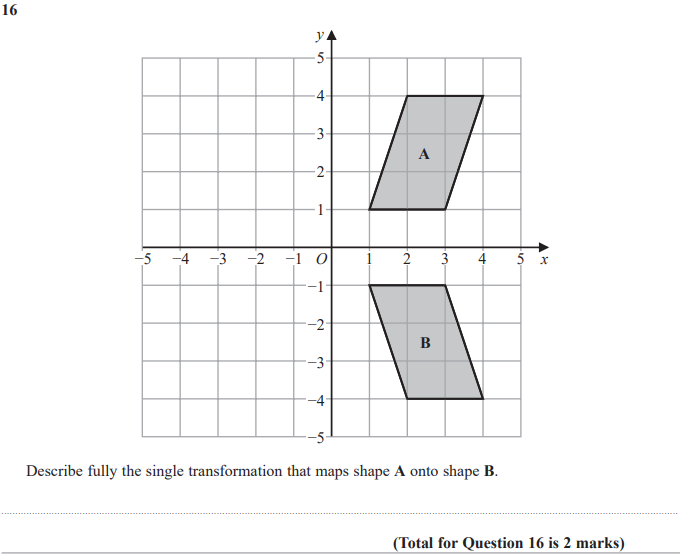 16
y
5
4
A
3
2
1
−5 −4 −3 −2 −1 O 1 2 3 4 5 x
−1
−2
B
−3
−4
−5
Describe fully the single transformation that maps shape A onto shape B.
(Total for Question 16 is 2 marks)